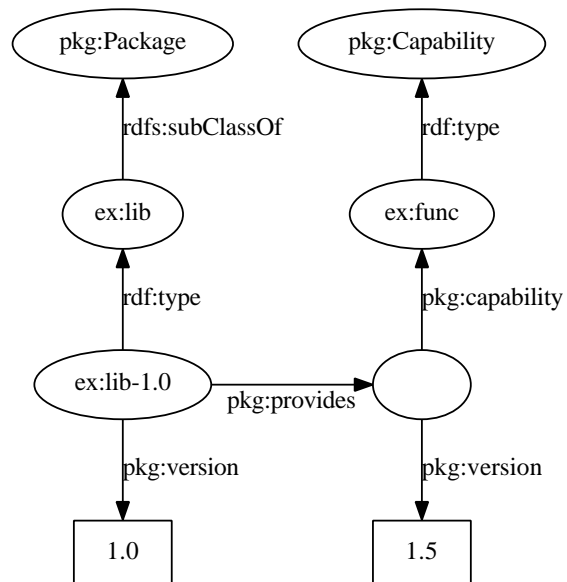 pkg:Package
pkg:Capability
rdfs:subClassOf
rdf:type
ex:lib
ex:func
rdf:type
pkg:capability
ex:lib-1.0
pkg:provides
pkg:version
pkg:version
1.0
1.5